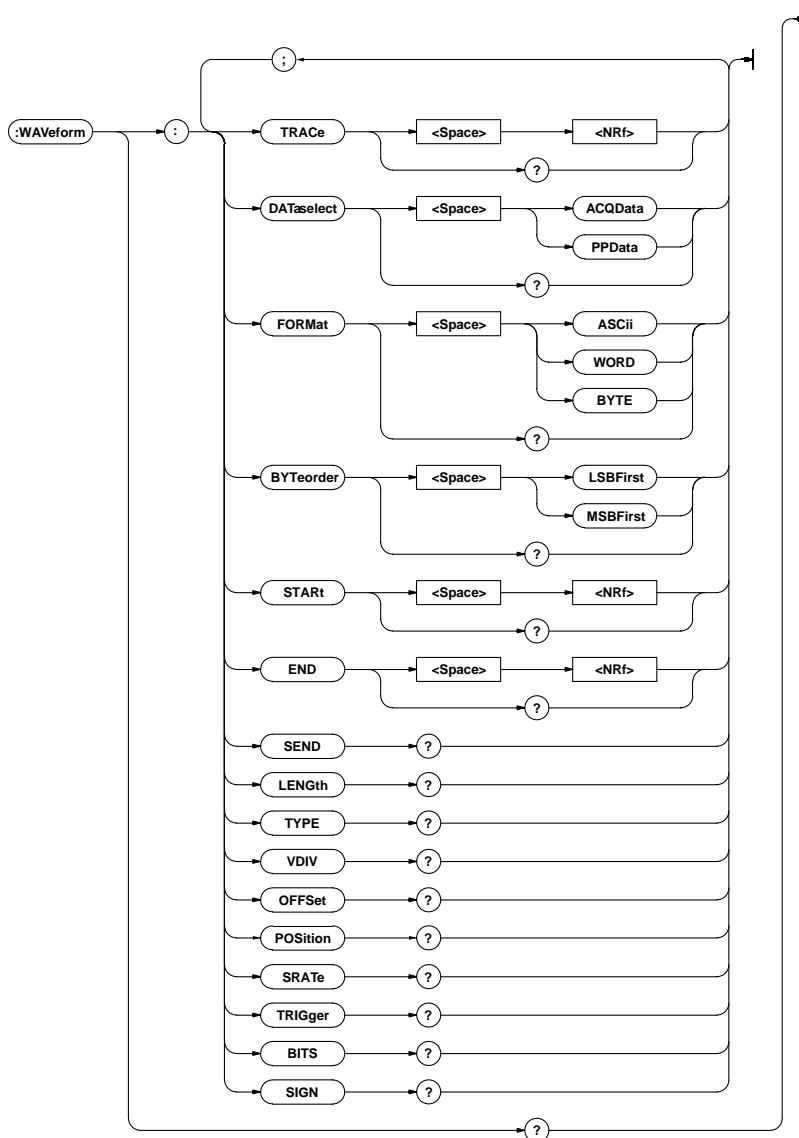 ;
:WAVeform : TRACe <Space> <NRf>
?
DATaselect <Space> ACQData
PPData
?
FORMat <Space> ASCii
WORD
BYTE
?
BYTeorder <Space> LSBFirst
MSBFirst
?
STARt <Space> <NRf>
?
END <Space> <NRf>
?
SEND ?
LENGth ?
TYPE ?
VDIV ?
OFFSet ?
POSition ?
SRATe ?
TRIGger ?
BITS ?
SIGN ?
?